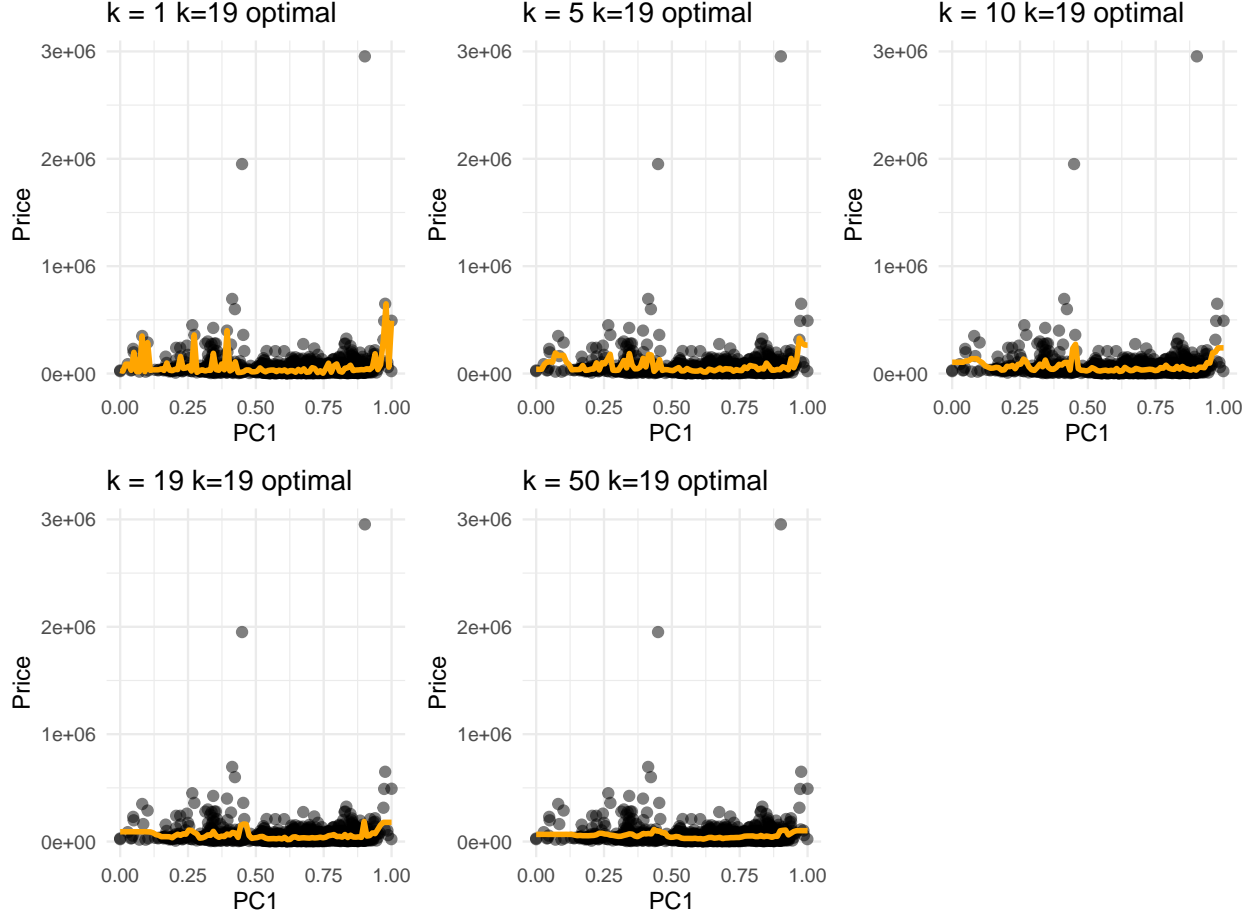 k = 1 k=19 optimal
3e+06
2e+06
1e+06
0e+00
Price
0.00 0.25 0.50 0.75 1.00
PC1
k = 5 k=19 optimal
3e+06
2e+06
1e+06
0e+00
Price
0.00 0.25 0.50 0.75 1.00
PC1
k = 10 k=19 optimal
3e+06
2e+06
1e+06
0e+00
Price
0.00 0.25 0.50 0.75 1.00
PC1
k = 19 k=19 optimal
3e+06
2e+06
1e+06
0e+00
Price
0.00 0.25 0.50 0.75 1.00
PC1
k = 50 k=19 optimal
3e+06
2e+06
1e+06
0e+00
Price
0.00 0.25 0.50 0.75 1.00
PC1